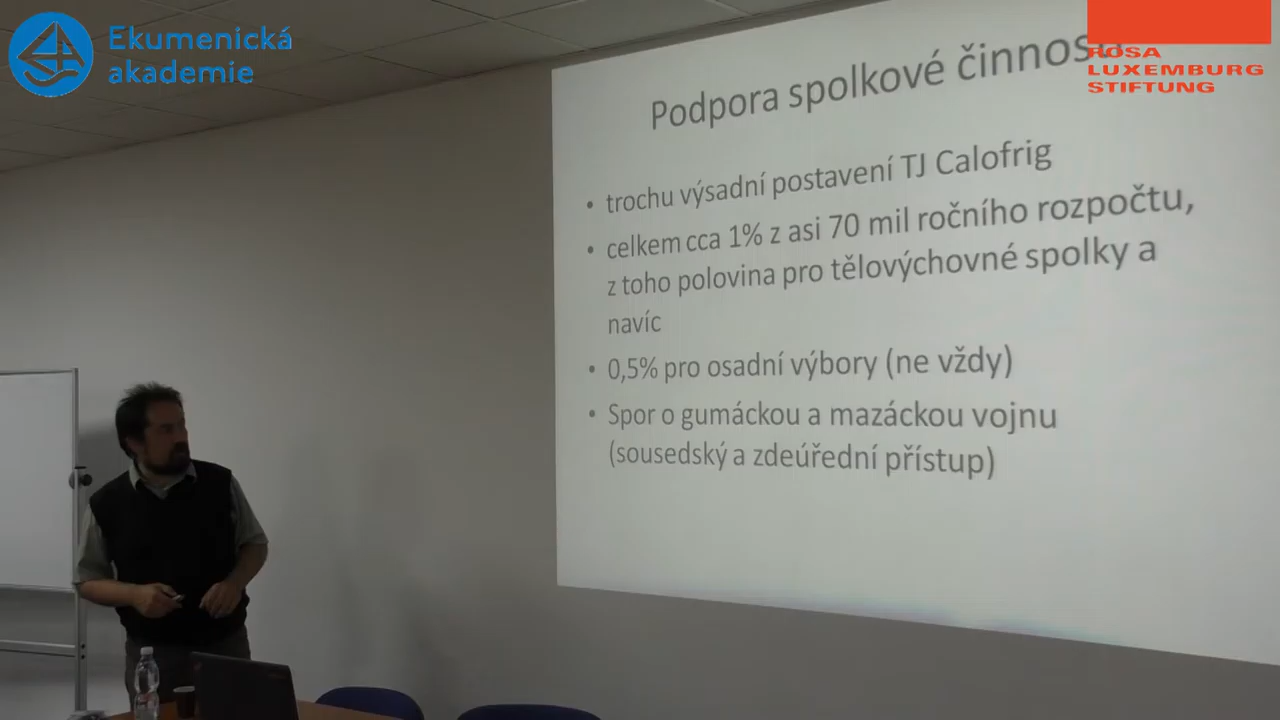 Ekumenická
akademie
ROSA
LUXEMBURG
STIFTUNG
Podpora spolkové činnosti
• trochu výsadní postavení TJ Calofrig
• celkem cca 1% z asi 70 mil ročního rozpočtu,
z toho polovina pro tělovýchovné spolky a
navíc
• 0,5% pro osadní výbory (ne vždy)
• Spor o gumáckou a mazáckou vojnu
(sousedský a zdeúřední přístup)